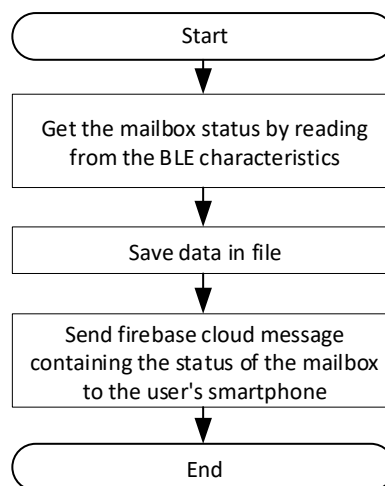 Start
Get the mailbox status by reading
from the BLE characteristics
Save data in file
Send firebase cloud message
containing the status of the mailbox
to the user's smartphone
End